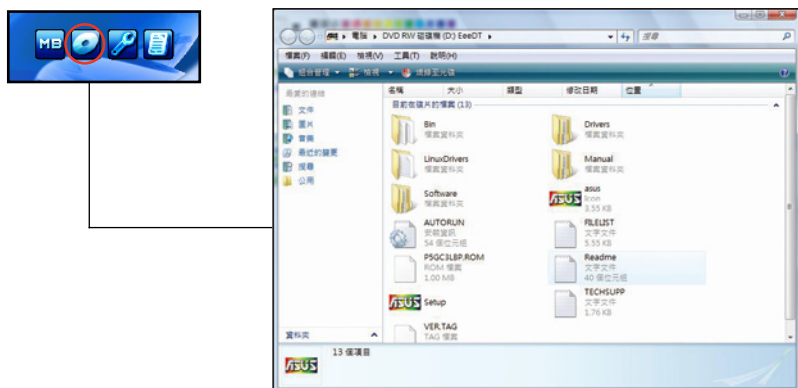 MB
電腦 ▸ DVD RW 磁碟機 (D:) EeeDT ▸
搜尋
檔案(F) 編輯(E) 檢視(V) 工具(T) 說明(H)
組合管理 檢視 燒錄至光碟
我最愛的連結
文件
圖片
音樂
最近的變更
搜尋
公用
資料夾
名稱 大小 類型 修改日期 位置
目前在碟片的檔案 (13)
Bin
檔案資料夾
Drivers
檔案資料夾
LinuxDrivers
檔案資料夾
Manual
檔案資料夾
Software
檔案資料夾
asus
Icon
3.55 KB
AUTORUN
安裝資訊
54 個位元組
FILELIST
文字文件
5.55 KB
P5GC3LBP.ROM
ROM 檔案
1.00 MB
Readme
文字文件
40 個位元組
Setup
TECHSUPP
文字文件
1.76 KB
VER.TAG
TAG 檔案
13 個項目